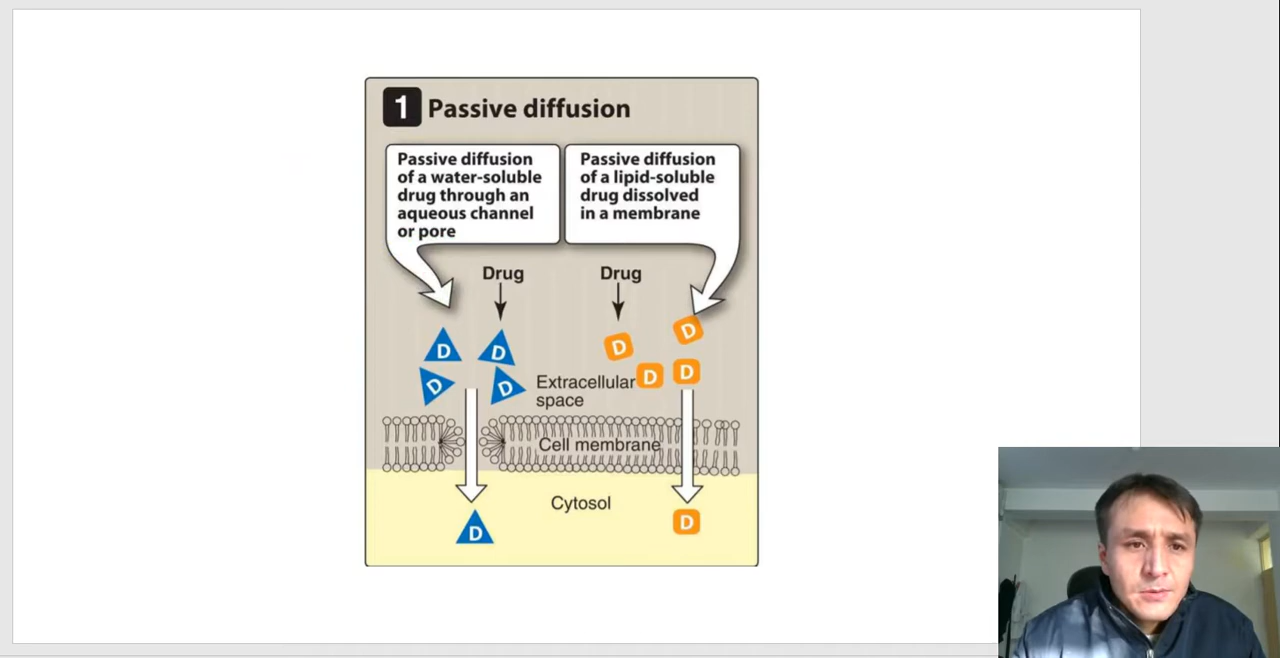 1 Passive diffusion
Passive diffusion
of a water-soluble
drug through an
aqueous channel
or pore
Passive diffusion
of a lipid-soluble
drug dissolved
in a membrane
Drug
Drug
D
D
D
D
D
D
D
D
Extracellular
space
Cell membrane
Cytosol
D
D